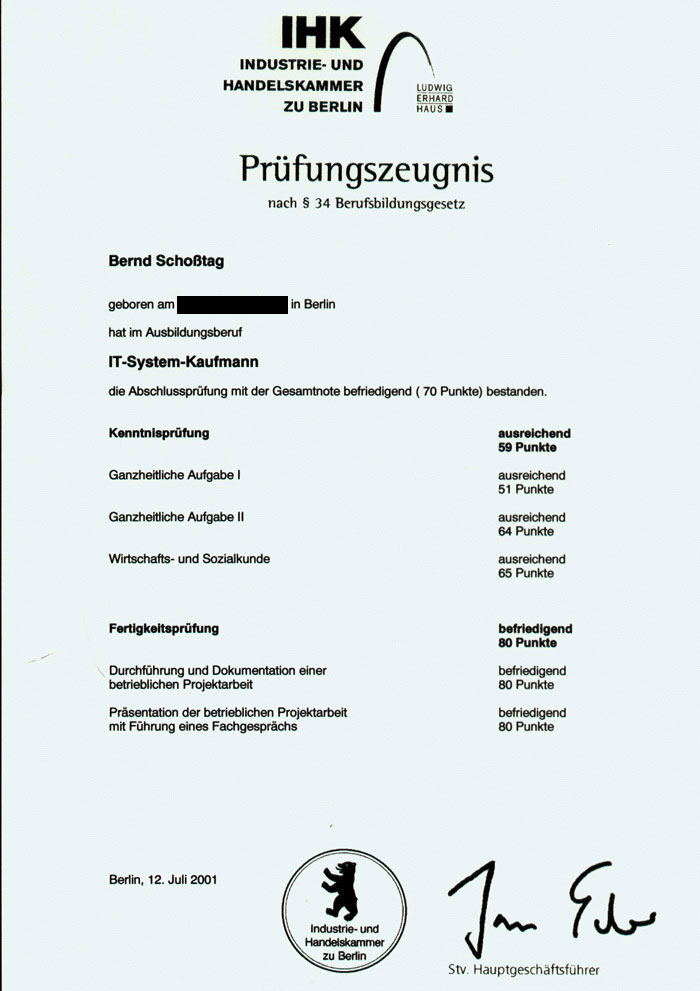 IHK
INDUSTRIE- UND
HANDELSKAMMER
ZU BERLIN
LUDWIG
ERHARD
HAUS
Prüfungszeugnis
nach § 34 Berufsbildungsgesetz
Bernd Schoßtag
geboren am in Berlin
hat im Ausbildungsberuf
IT-System-Kaufmann
die Abschlussprüfung mit der Gesamtnote befriedigend ( 70 Punkte) bestanden.
Kenntnisprüfung ausreichend
59 Punkte
Ganzheitliche Aufgabe I ausreichend
51 Punkte
Ganzheitliche Aufgabe II ausreichend
64 Punkte
Wirtschafts- und Sozialkunde ausreichend
65 Punkte
Fertigkeitsprüfung befriedigend
80 Punkte
Durchführung und Dokumentation einer befriedigend
betrieblichen Projektarbeit 80 Punkte
Präsentation der betrieblichen Projektarbeit befriedigend
mit Führung eines Fachgesprächs 80 Punkte
Berlin, 12. Juli 2001
Industrie- und
Handelskammer
zu Berlin
Jan
Stv. Hauptgeschäftsführer